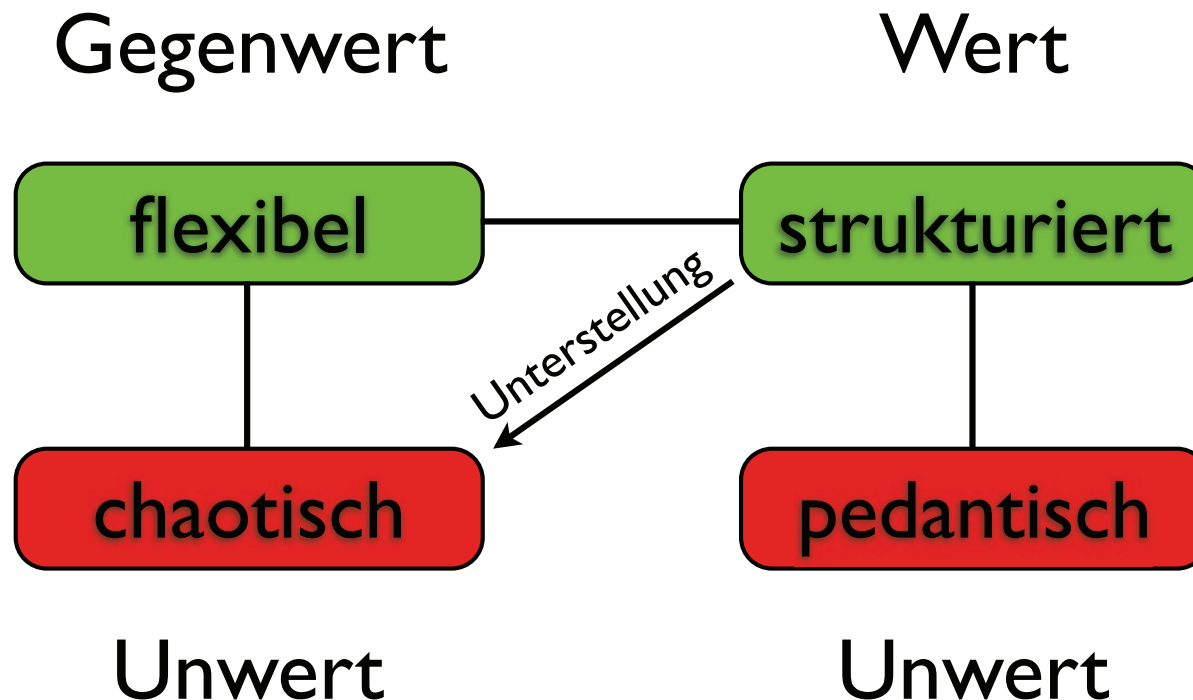 Gegenwert
Wert
flexibel
strukturiert
Unterstellung
chaotisch
pedantisch
Unwert
Unwert